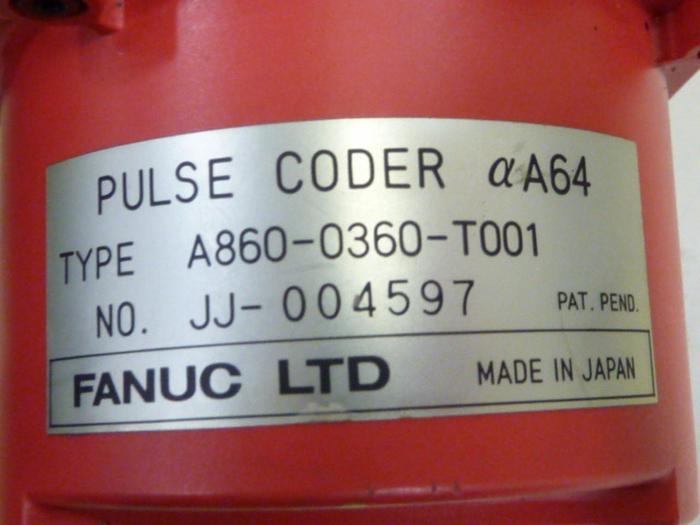 PULSE CODER αA64
TYPE A860-0360-T001
NO. JJ-004597 PAT. PEND.
FANUC LTD MADE IN JAPAN